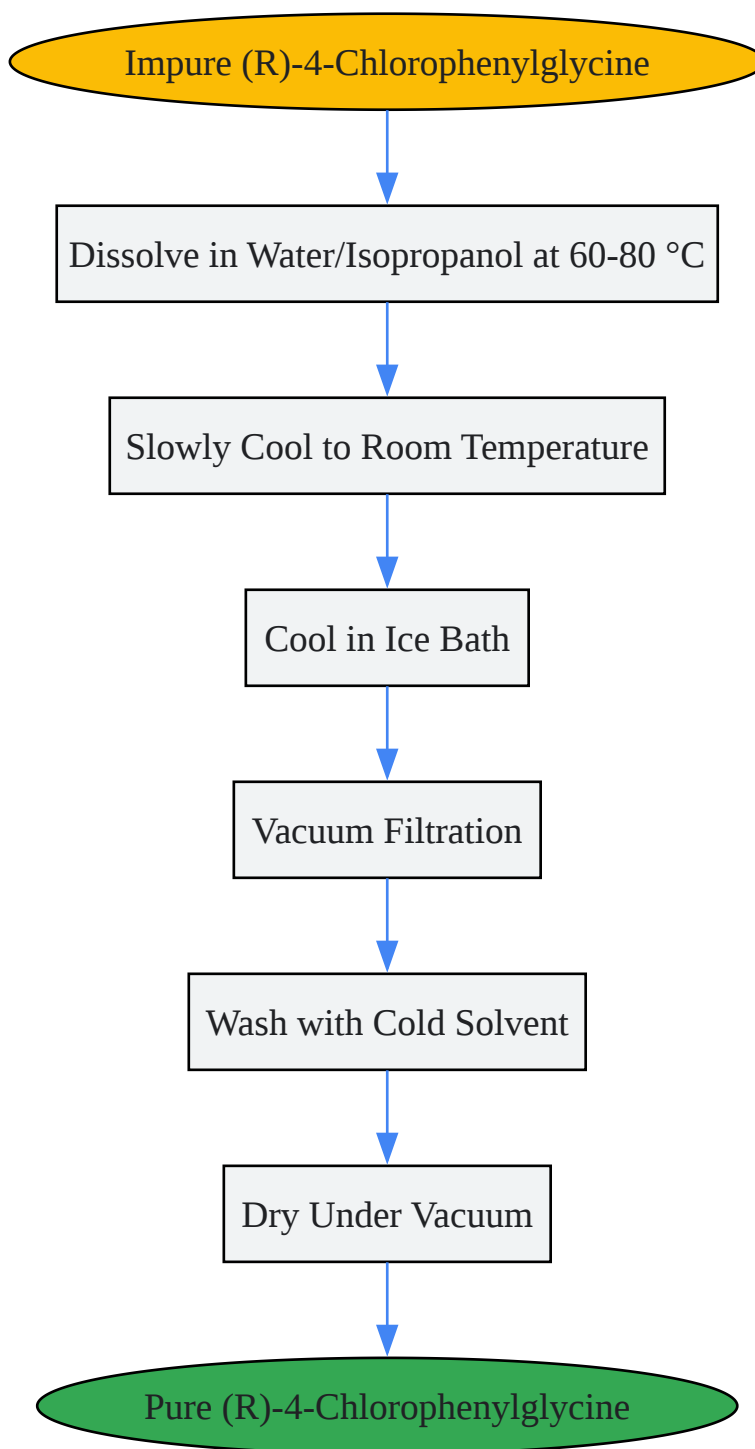 Impure (R)-4-Chlorophenylglycine
Dissolve in Water/Isopropanol at 60-80 °C
Slowly Cool to Room Temperature
Cool in Ice Bath
Vacuum Filtration
Wash with Cold Solvent
Dry Under Vacuum
Pure (R)-4-Chlorophenylglycine